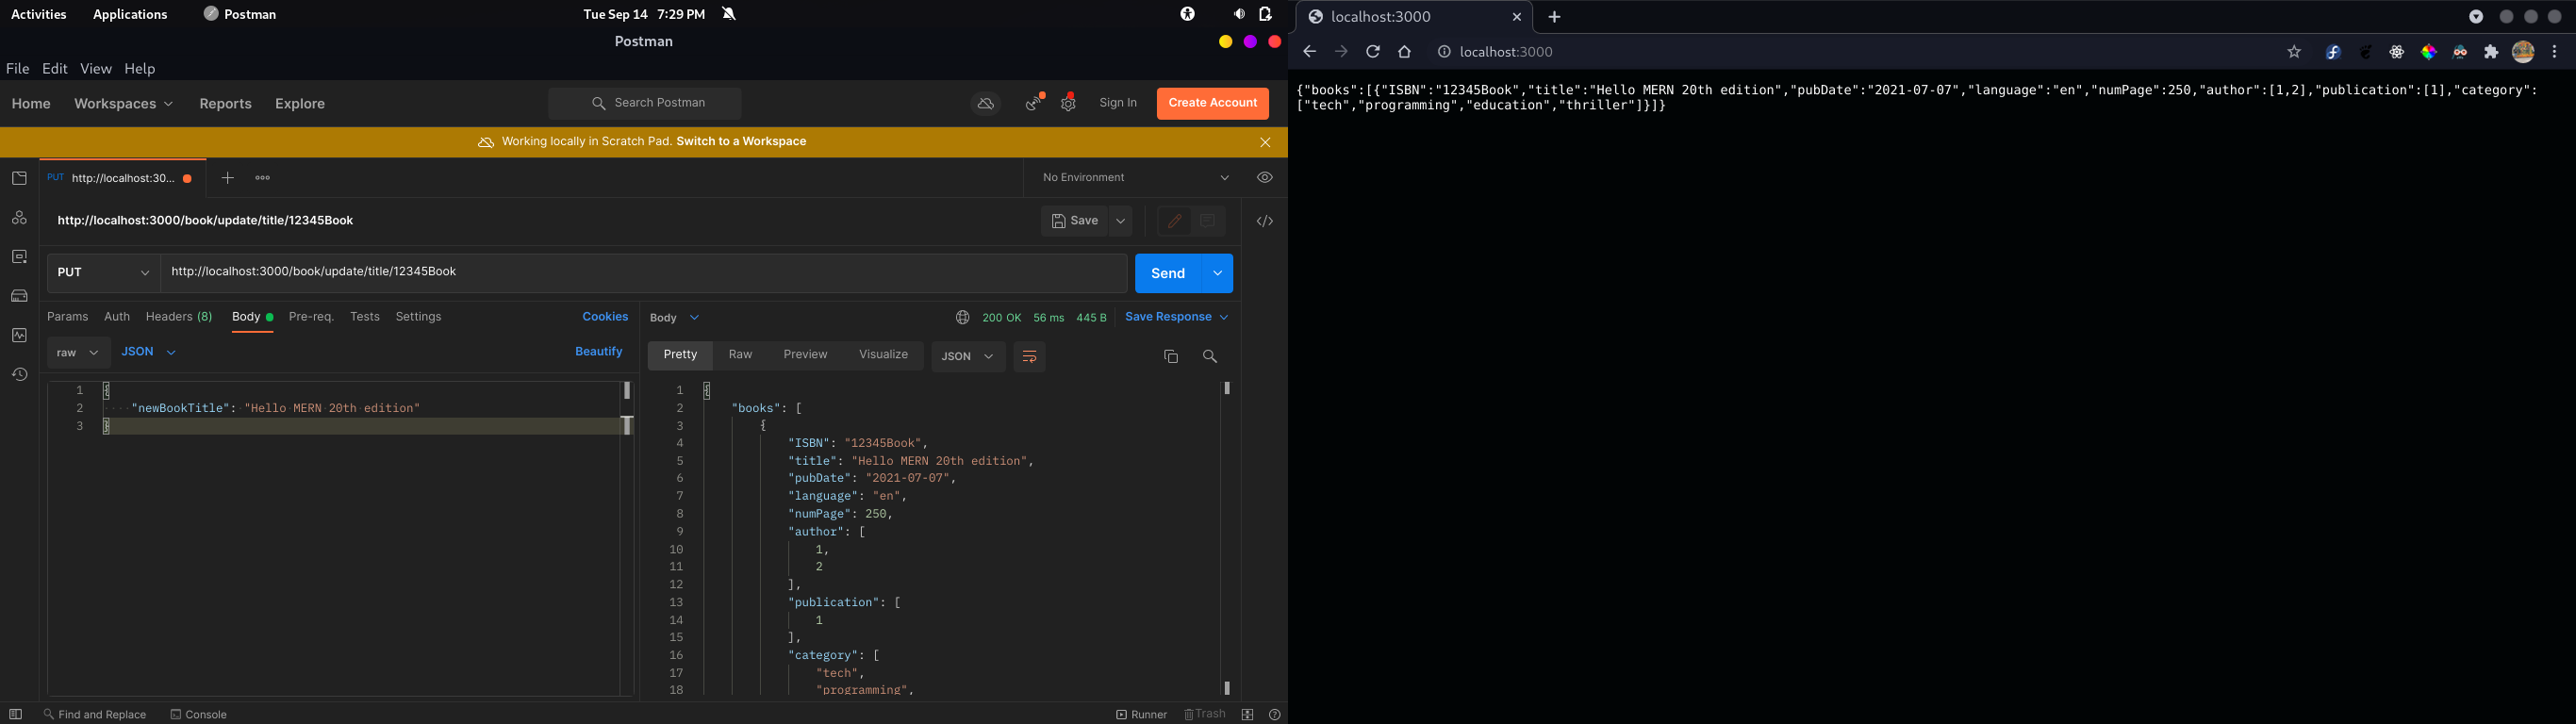 Activities Applications Postman Tue Sep 14 7:29 PM
Postman
File Edit View Help
Home Workspaces Reports Explore Search Postman Sign In Create Account
Working locally in Scratch Pad. Switch to a Workspace
PUT http://localhost:30... No Environment
http://localhost:3000/book/update/title/12345Book Save
PUT http://localhost:3000/book/update/title/12345Book Send
Params Auth Headers (8) Body Pre-req. Tests Settings Cookies
raw JSON Beautify
1 {
2 "newBookTitle": "Hello MERN 20th edition"
3 }
Body 200 OK 56 ms 445 B Save Response
Pretty Raw Preview Visualize JSON
1 {
2 "books": [
3 {
4 "ISBN": "12345Book",
5 "title": "Hello MERN 20th edition",
6 "pubDate": "2021-07-07",
7 "language": "en",
8 "numPage": 250,
9 "author": [
10 1,
11 2
12 ],
13 "publication": [
14 1
15 ],
16 "category": [
17 "tech",
18 "programming",
Find and Replace Console Runner Trash
localhost:3000
localhost:3000
{"books":[{"ISBN":"12345Book","title":"Hello MERN 20th edition","pubDate":"2021-07-07","language":"en","numPage":250,"author":[1,2],"publication":[1],"category":
["tech","programming","education","thriller"]}]}